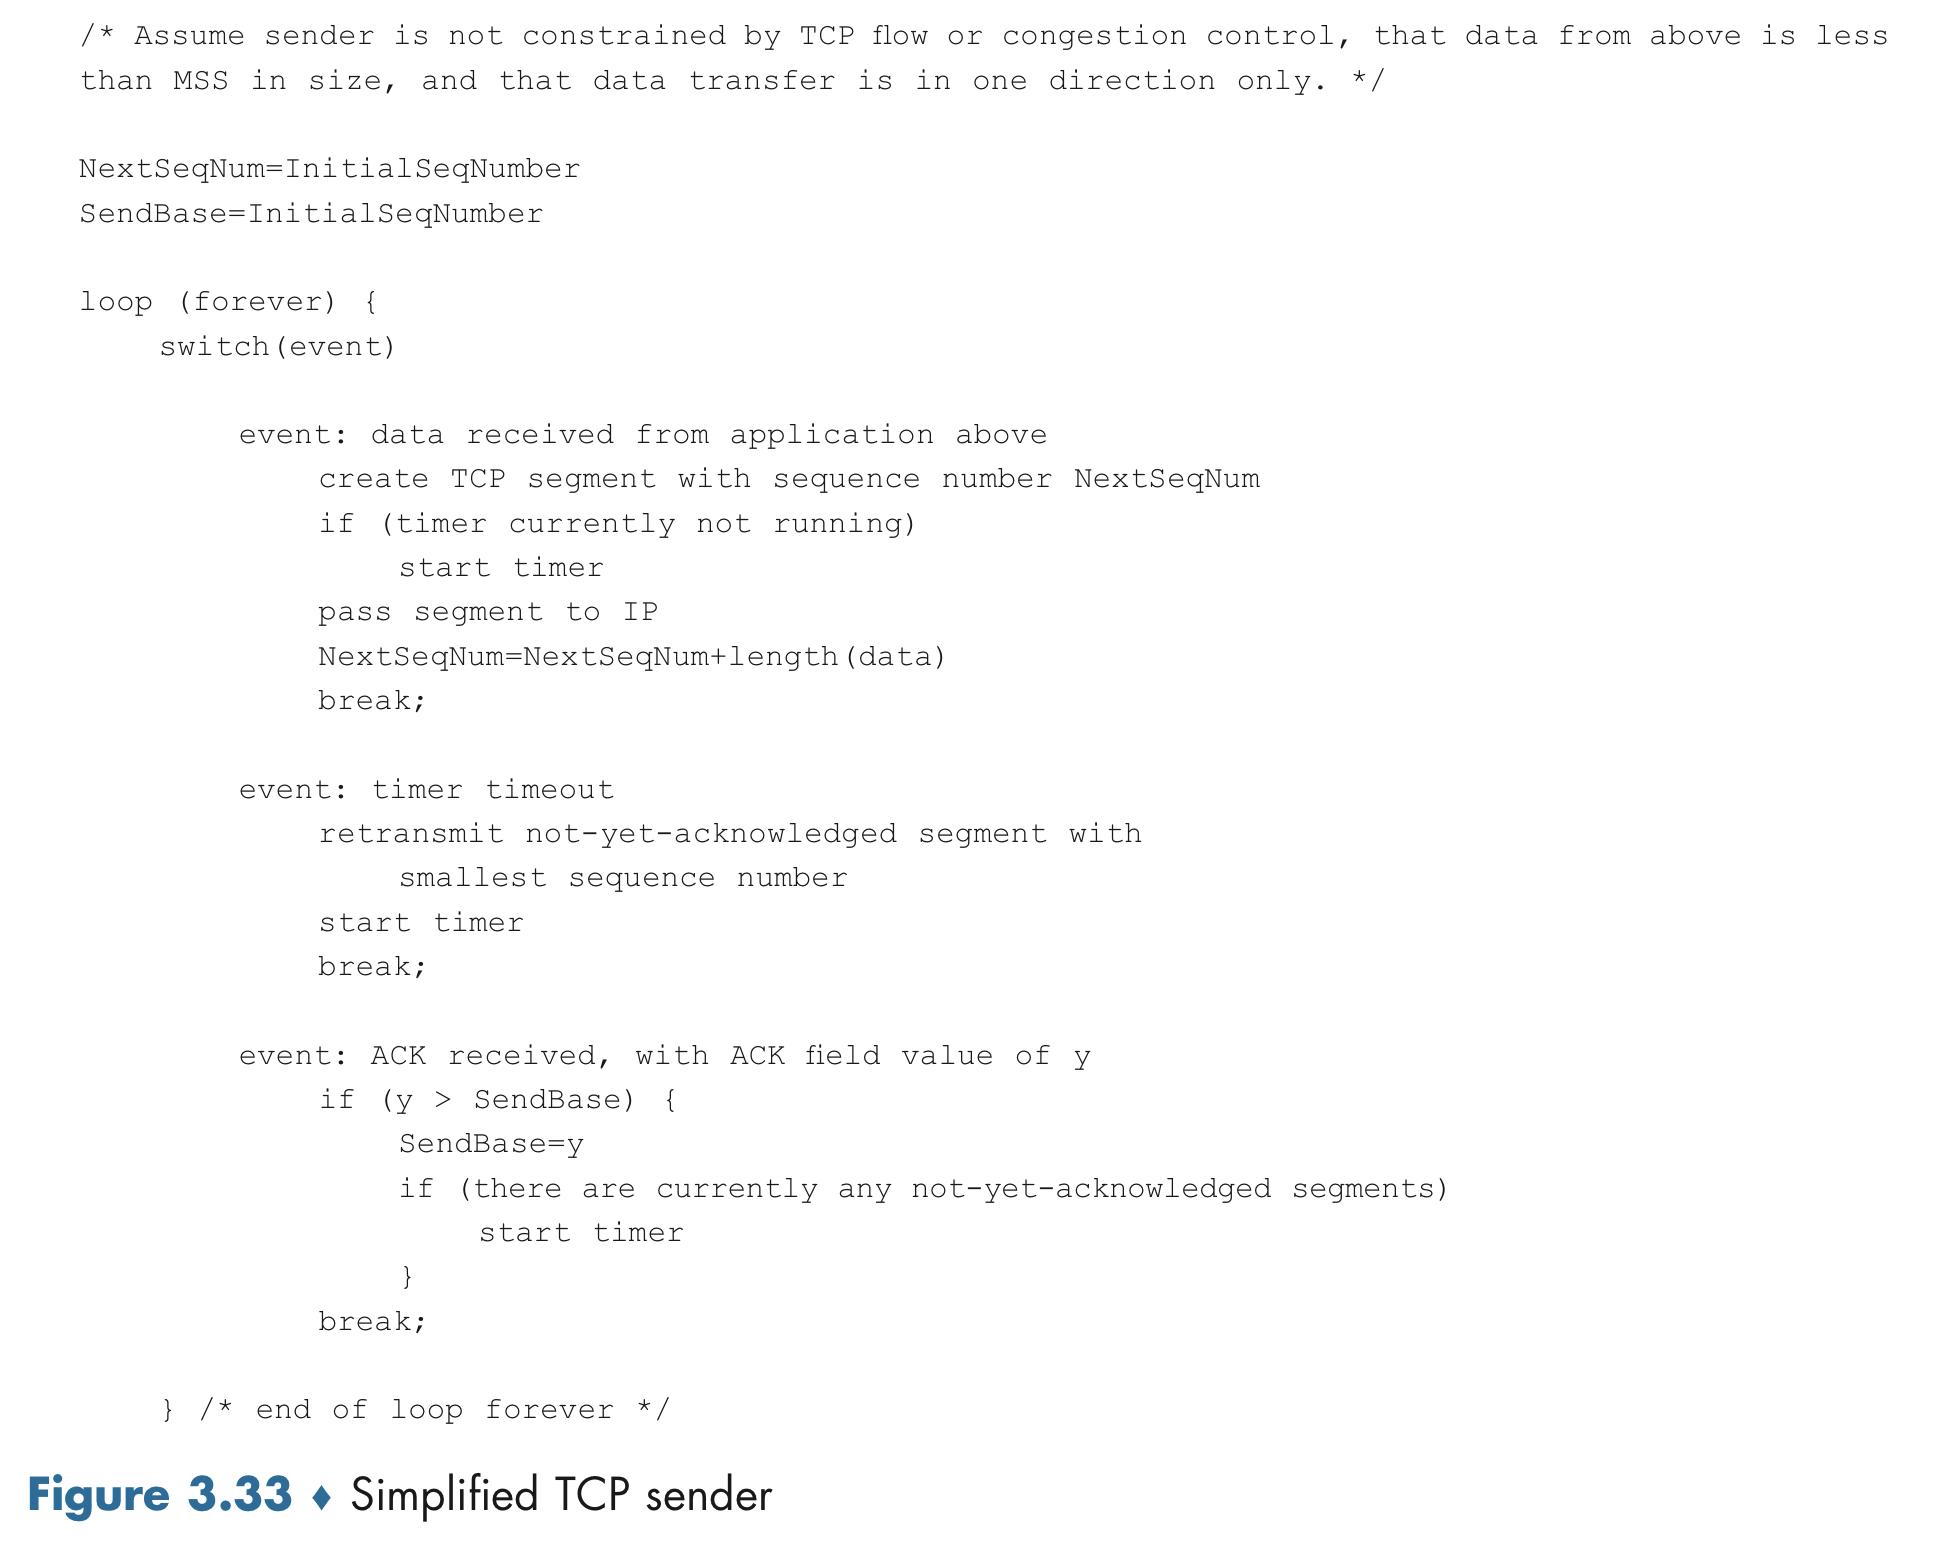 /* Assume sender is not constrained by TCP flow or congestion control, that data from above is less
than MSS in size, and that data transfer is in one direction only. */
NextSeqNum=InitialSeqNumber
SendBase=InitialSeqNumber
loop (forever) {
switch(event)
event: data received from application above
create TCP segment with sequence number NextSeqNum
if (timer currently not running)
start timer
pass segment to IP
NextSeqNum=NextSeqNum+length(data)
break;
event: timer timeout
retransmit not-yet-acknowledged segment with
smallest sequence number
start timer
break;
event: ACK received, with ACK field value of y
if (y > SendBase) {
SendBase=y
if (there are currently any not-yet-acknowledged segments)
start timer
}
break;
} /* end of loop forever */
Figure 3.33 ♦ Simplified TCP sender